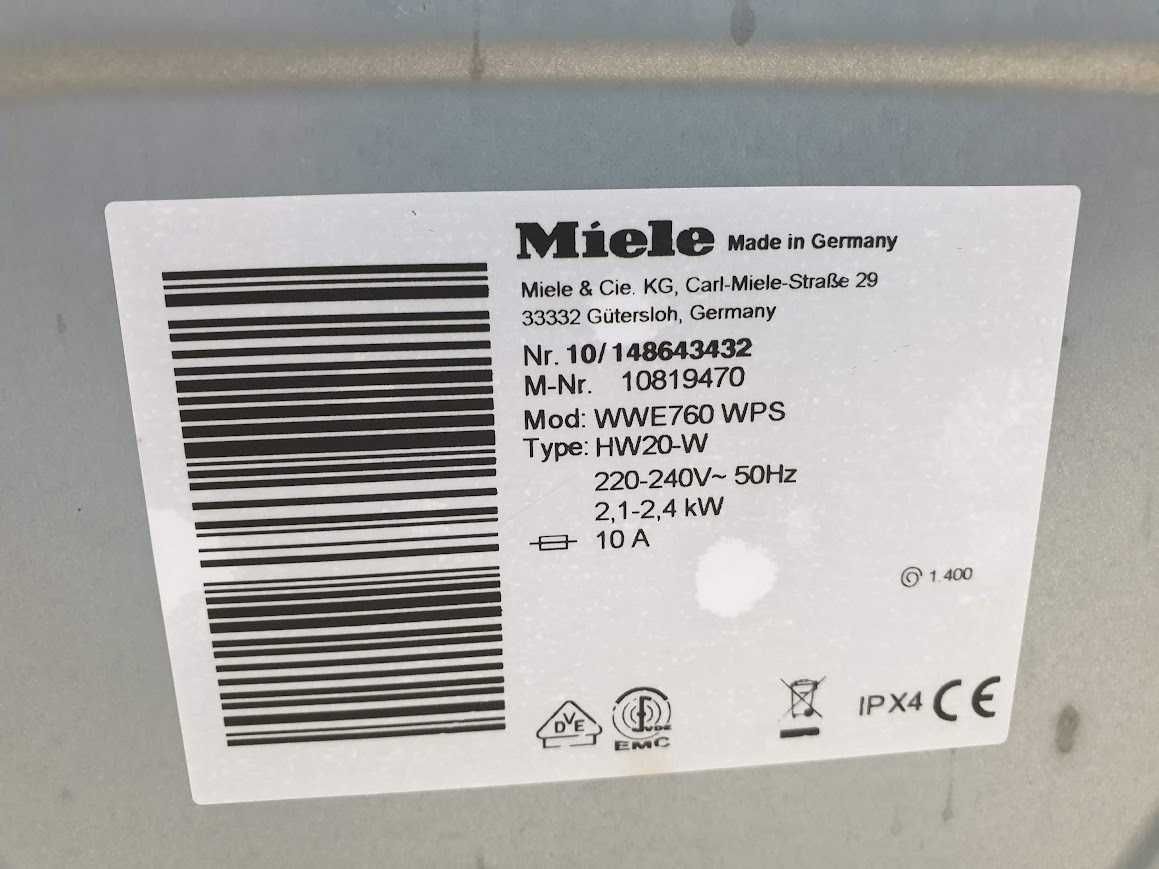 Miele Made in Germany
Miele & Cie. KG, Carl-Miele-Straße 29
33332 Gütersloh, Germany
Nr. 10/148643432
M-Nr. 10819470
Mod: WWE760 WPS
Type: HW20-W
220-240V~ 50Hz
2,1-2,4 kW
10 A
1.400
DVE
VDE
EMC
IPX4 CE